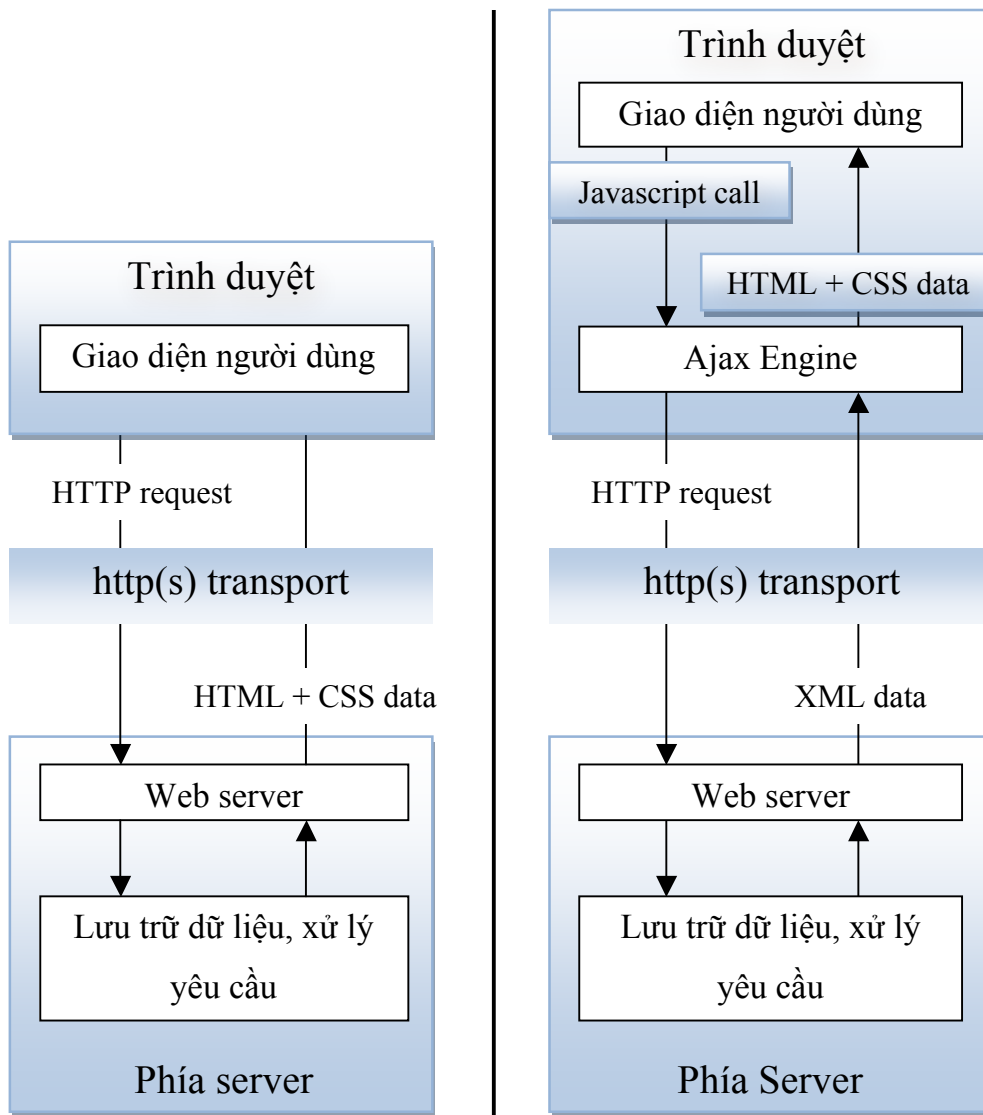 Trình duyệt
Giao diện người dùng
HTTP request
http(s) transport
HTML + CSS data
Web server
Lưu trữ dữ liệu, xử lý
yêu cầu
Phía server
Trình duyệt
Giao diện người dùng
Javascript call
HTML + CSS data
Ajax Engine
HTTP request
http(s) transport
XML data
Web server
Lưu trữ dữ liệu, xử lý
yêu cầu
Phía Server